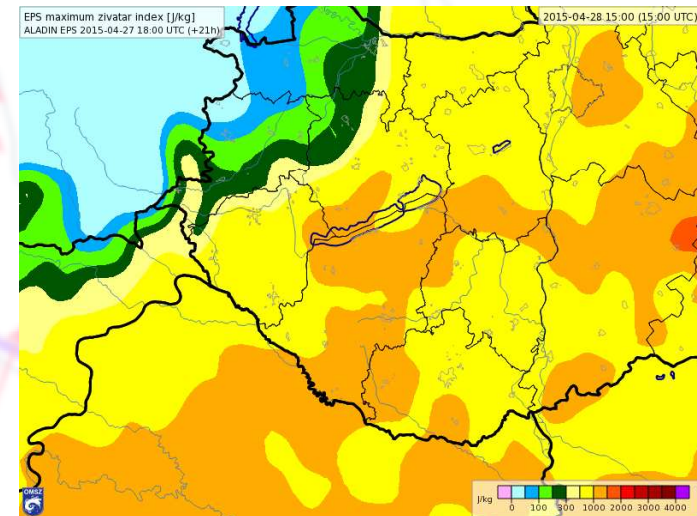 EPS maximum zivatar index [J/kg]
ALADIN EPS 2015-04-27 18:00 UTC (+21h)
2015-04-28 15:00 (15:00 UTC)
OMSZ
J/kg
0 100 300 1000 2000 3000 4000